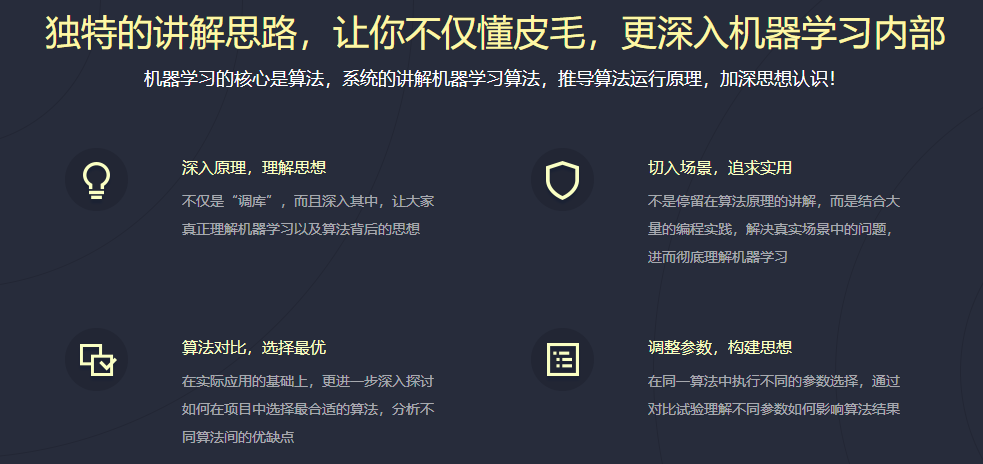 独特的讲解思路，让你不仅懂皮毛，更深入机器学习内部
机器学习的核心是算法，系统的讲解机器学习算法，推导算法运行原理，加深思想认识！
深入原理，理解思想
不仅是“调库”，而且深入其中，让大家
真正理解机器学习以及算法背后的思想
切入场景，追求实用
不是停留在算法原理的讲解，而是结合大
量的编程实践，解决真实场景中的问题，
进而彻底理解机器学习
算法对比，选择最优
在实际应用的基础上，更进一步深入探讨
如何在项目中选择最合适的算法，分析不
同算法间的优缺点
调整参数，构建思想
在同一算法中执行不同的参数选择，通过
对比试验理解不同参数如何影响算法结果